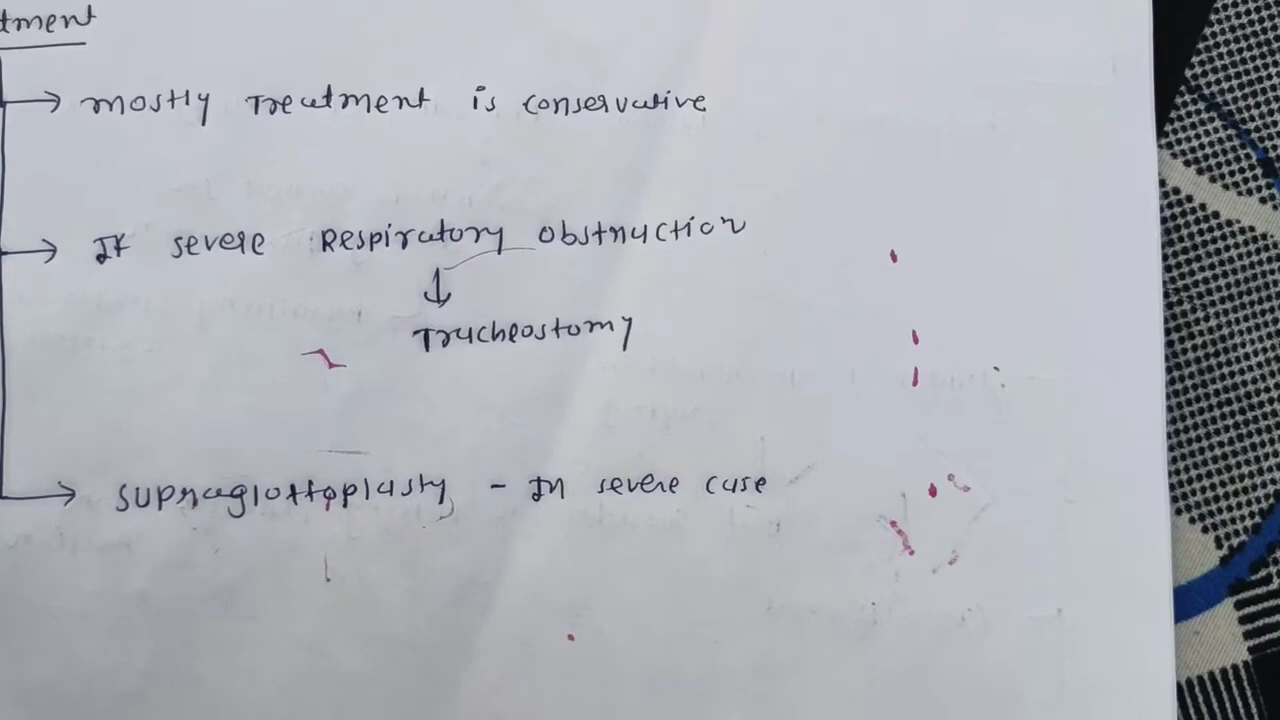 tment
→ mostly Treatment is conservative
→ If severe Respiratory obstruction
↓
Tracheostomy
→ supraglottoplasty - In severe case